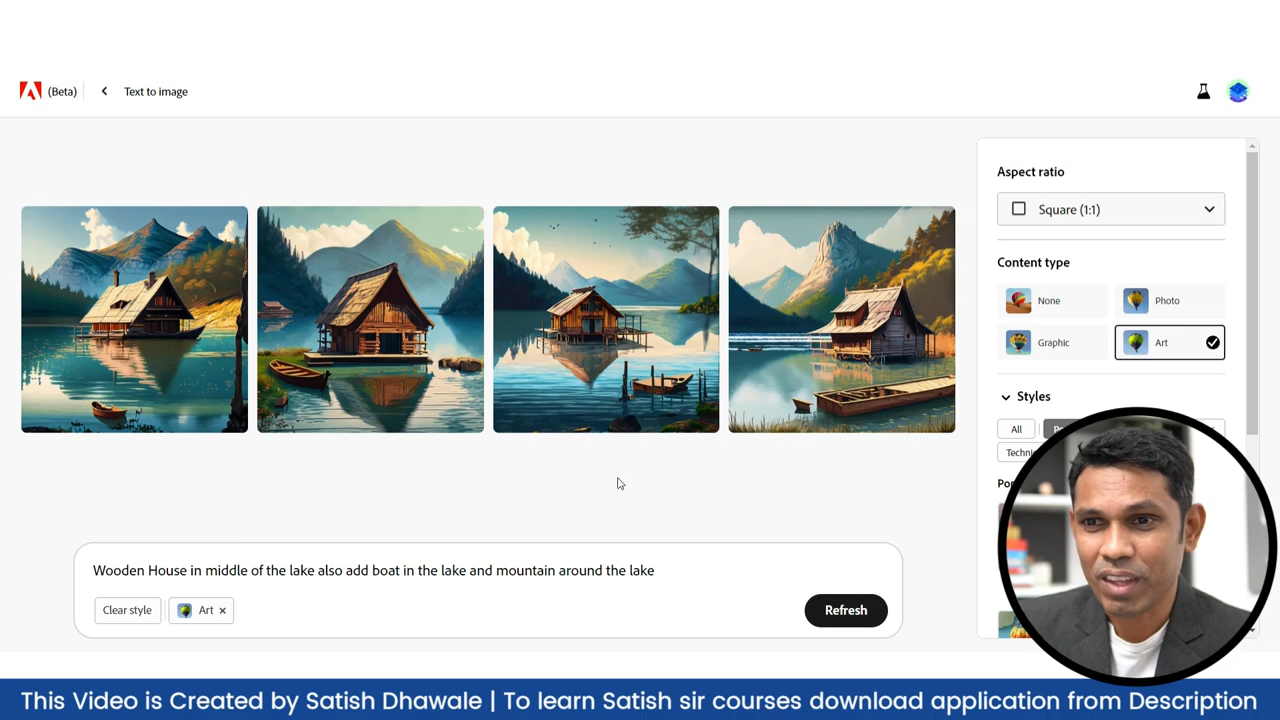 (Beta)
Text to image
Aspect ratio
Square (1:1)
Content type
None
Photo
Graphic
Art
Styles
All
Wooden House in middle of the lake also add boat in the lake and mountain around the lake
Clear style
Art ×
Refresh
This Video is Created by Satish Dhawale | To learn Satish sir courses download application from Description